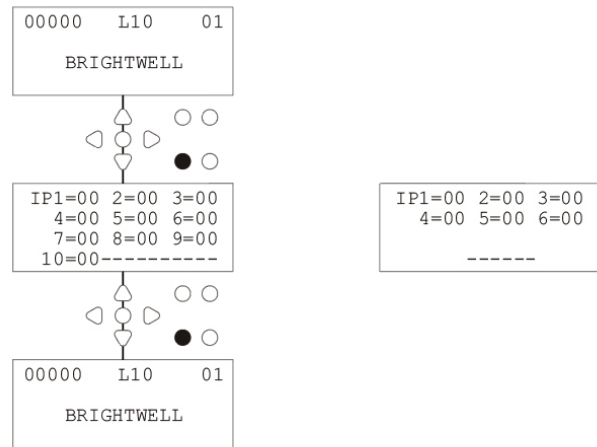 00000 L10 01
BRIGHTWELL
IP1=00 2=00 3=00
4=00 5=00 6=00
7=00 8=00 9=00
10=00----------
IP1=00 2=00 3=00
4=00 5=00 6=00
------
00000 L10 01
BRIGHTWELL